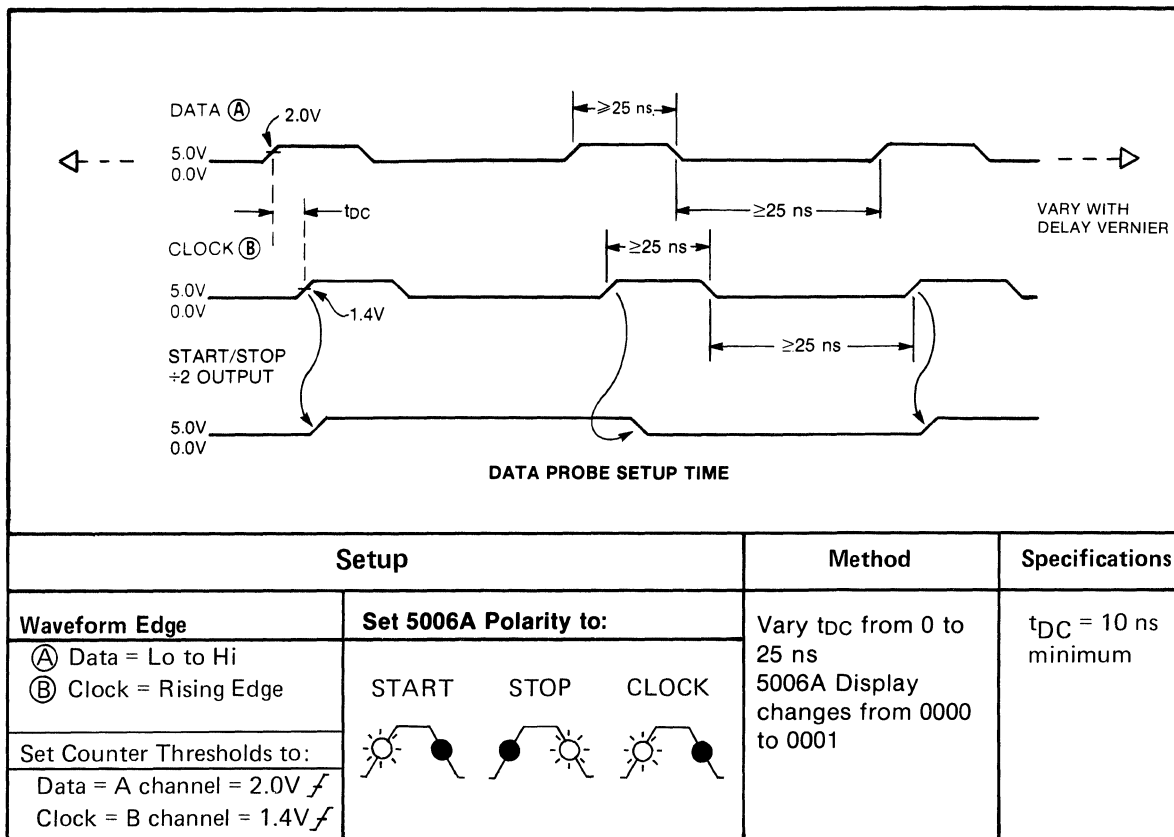 DATA Ⓐ
2.0V
≥25 ns
5.0V
0.0V
tDC
≥25 ns
VARY WITH
DELAY VERNIER
CLOCK Ⓑ
≥25 ns
5.0V
0.0V
1.4V
≥25 ns
START/STOP
÷2 OUTPUT
5.0V
0.0V
DATA PROBE SETUP TIME
Setup
Method
Specifications
Waveform Edge
Ⓐ Data = Lo to Hi
Ⓑ Clock = Rising Edge
Set Counter Thresholds to:
Data = A channel = 2.0V
Clock = B channel = 1.4V
Set 5006A Polarity to:
START STOP CLOCK
Vary tDC from 0 to
25 ns
5006A Display
changes from 0000
to 0001
tDC = 10 ns
minimum